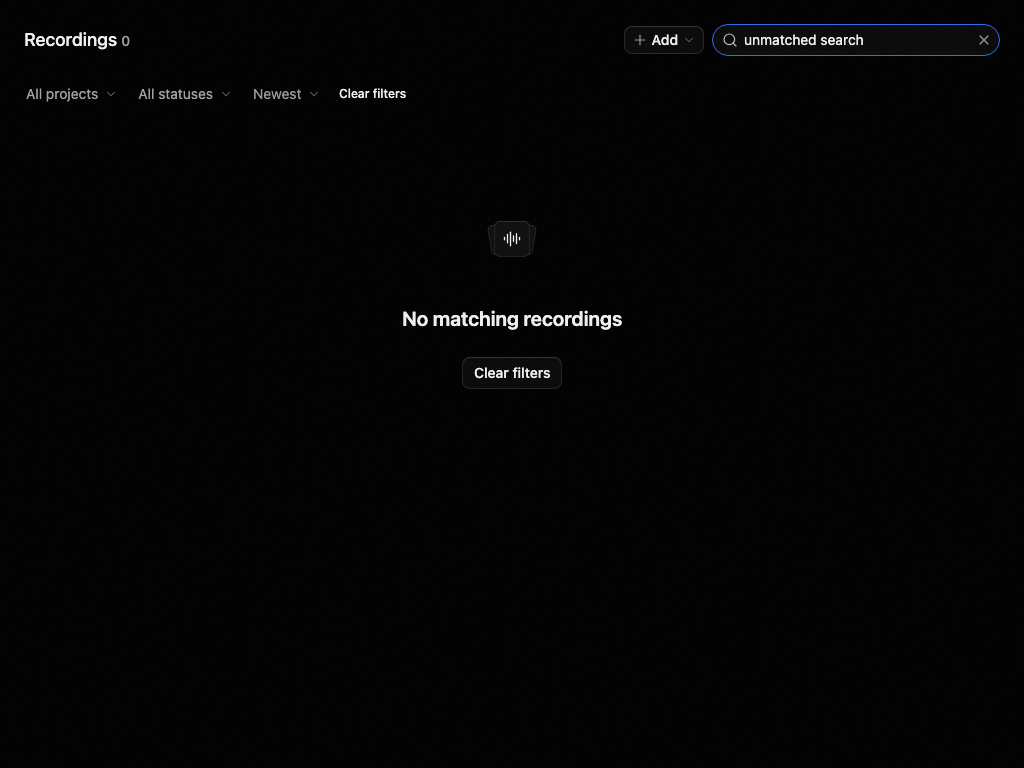 Recordings 0
Add
unmatched search
All projects
All statuses
Newest
Clear filters
No matching recordings
Clear filters